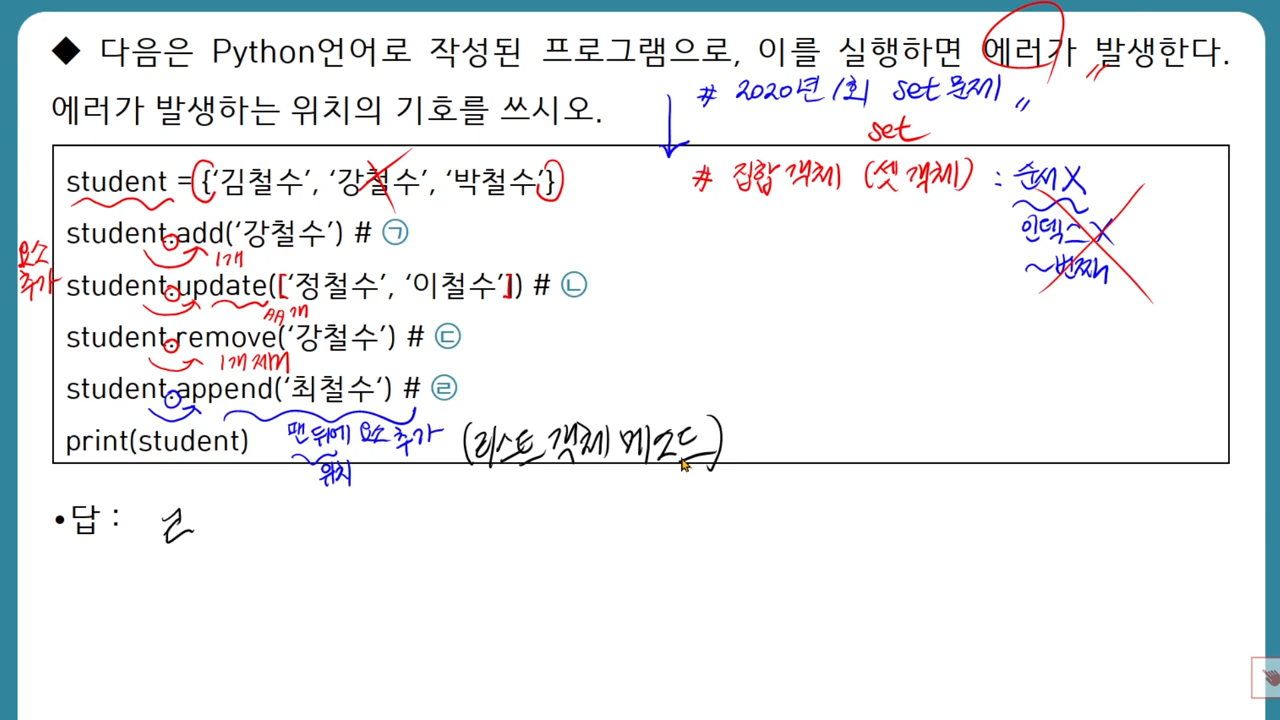 ◆ 다음은 Python언어로 작성된 프로그램으로, 이를 실행하면 에러가 발생한다.
# 2020년 1회 set 문제 〃
에러가 발생하는 위치의 기호를 쓰시오.
set
student = {‘김철수’, ‘강철수’, ‘박철수’}
# 집합 객체 (셋 객체) : 순서X
student.add(‘강철수’) # ㉠
인덱스X
요소
추가
1개
~번째
student.update([‘정철수’, ‘이철수’]) # ㉡
student.remove(‘강철수’) # ㉢
1개 제거
student.append(‘최철수’) # ㉣
print(student)
맨 뒤에 요소 추가
(리스트 객체 메소드)
위치
•답 : ㄹ